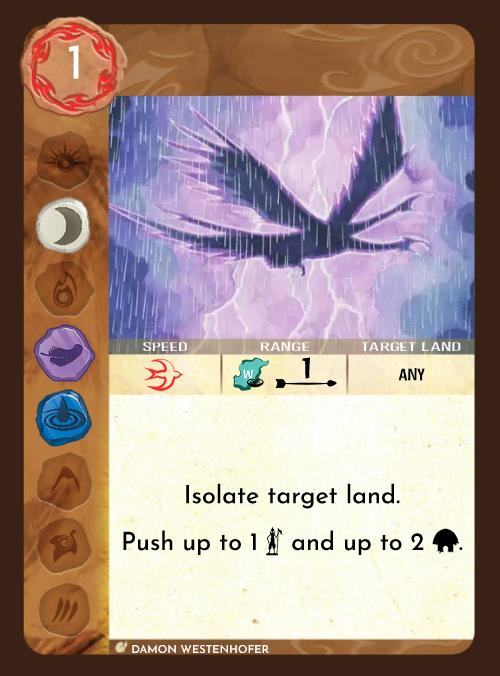 1
SPEED RANGE TARGET LAND
W 1 ANY
Isolate target land.
Push up to 1 and up to 2 .
DAMON WESTENHOFER